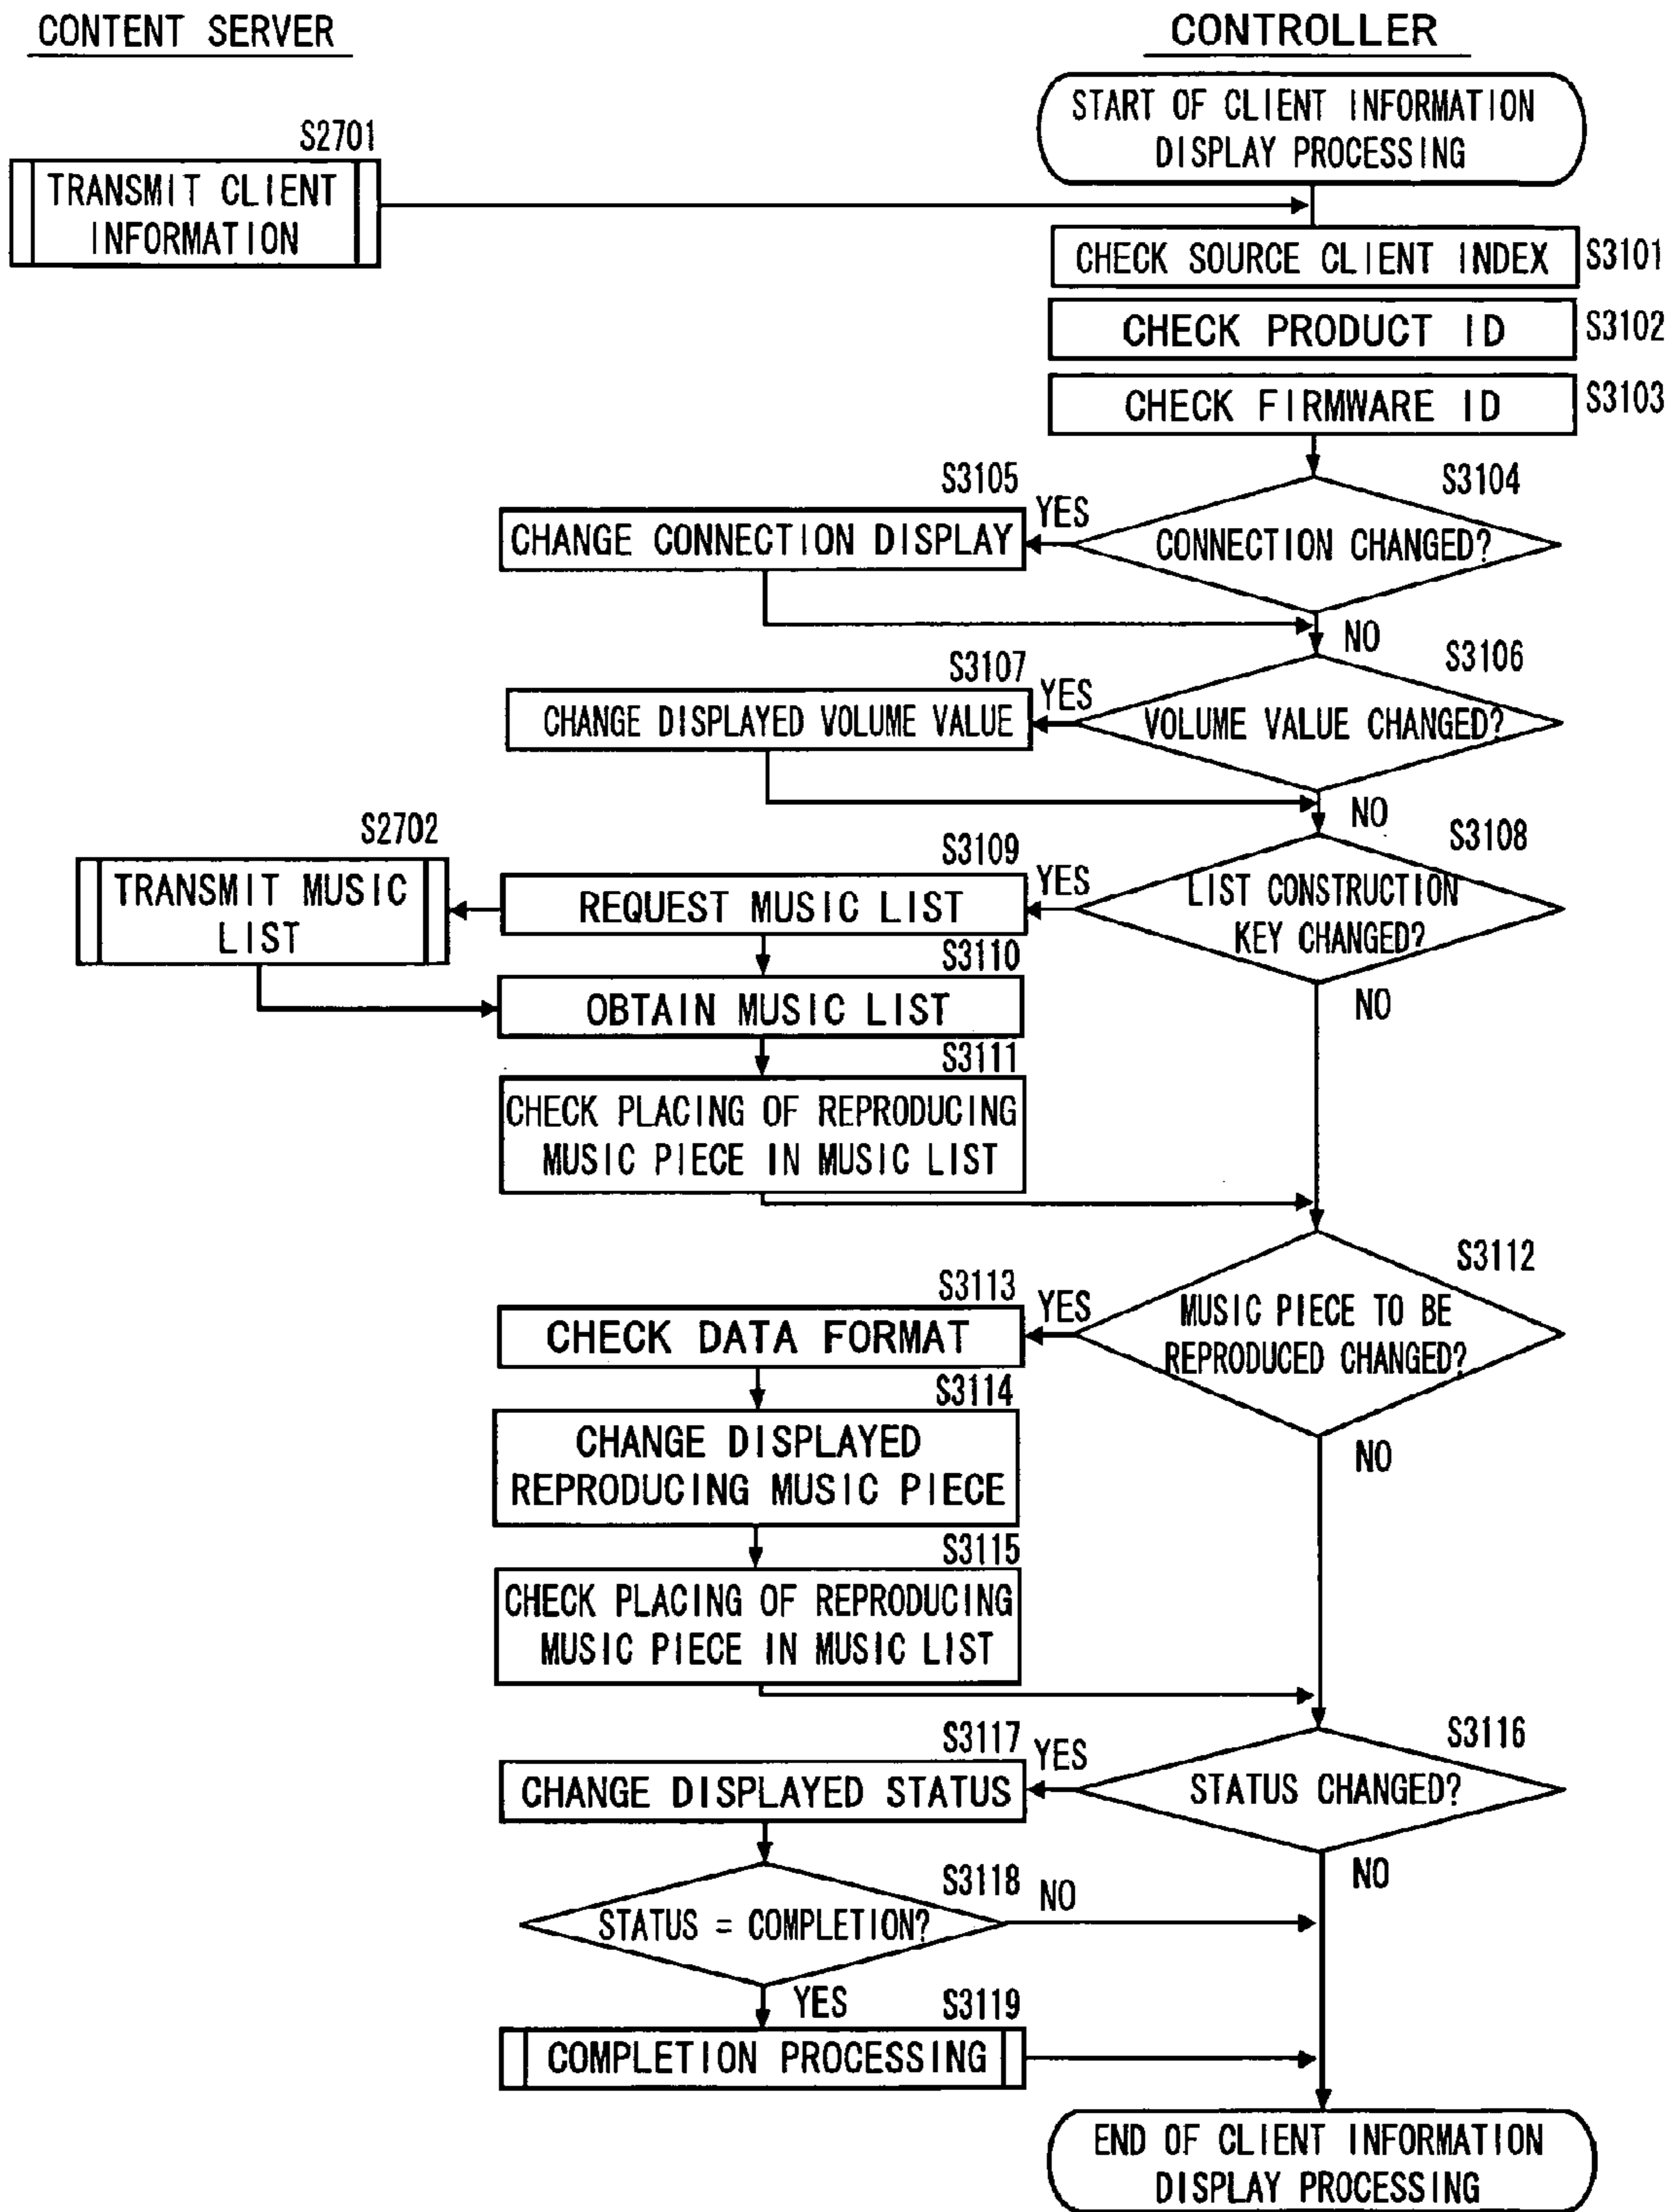 CONTENT SERVER
CONTROLLER
START OF CLIENT INFORMATION
DISPLAY PROCESSING
S2701
TRANSMIT CLIENT
INFORMATION
CHECK SOURCE CLIENT INDEX
S3101
CHECK PRODUCT ID
S3102
CHECK FIRMWARE ID
S3103
S3105
CHANGE CONNECTION DISPLAY
YES
S3104
CONNECTION CHANGED?
NO
S3107
CHANGE DISPLAYED VOLUME VALUE
YES
S3106
VOLUME VALUE CHANGED?
NO
S2702
TRANSMIT MUSIC
LIST
S3109
REQUEST MUSIC LIST
YES
S3108
LIST CONSTRUCTION
KEY CHANGED?
NO
S3110
OBTAIN MUSIC LIST
S3111
CHECK PLACING OF REPRODUCING
MUSIC PIECE IN MUSIC LIST
S3113
CHECK DATA FORMAT
YES
S3112
MUSIC PIECE TO BE
REPRODUCED CHANGED?
NO
S3114
CHANGE DISPLAYED
REPRODUCING MUSIC PIECE
S3115
CHECK PLACING OF REPRODUCING
MUSIC PIECE IN MUSIC LIST
S3117
CHANGE DISPLAYED STATUS
YES
S3116
STATUS CHANGED?
NO
S3118
STATUS = COMPLETION?
NO
YES
S3119
COMPLETION PROCESSING
END OF CLIENT INFORMATION
DISPLAY PROCESSING